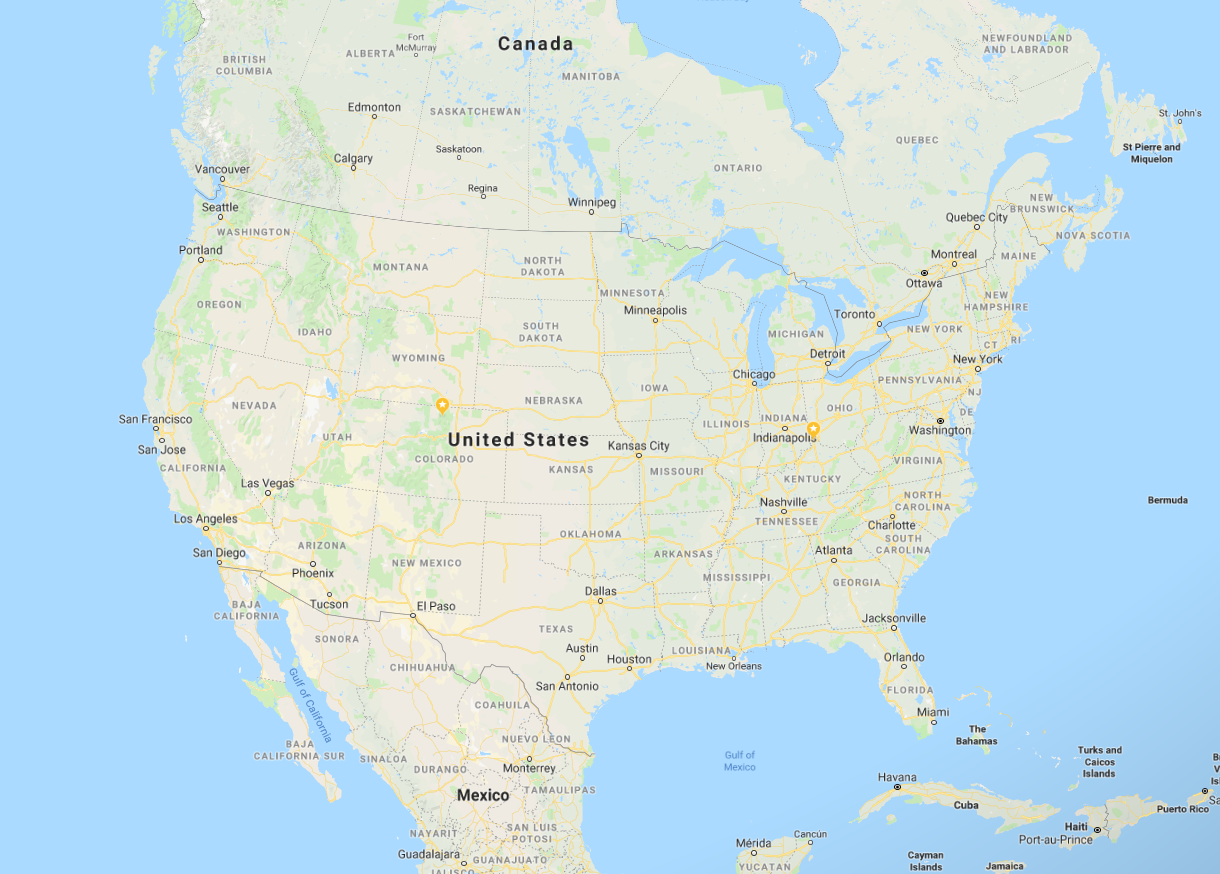 Canada
Fort
McMurray
ALBERTA
BRITISH
COLUMBIA
MANITOBA
NEWFOUNDLAND
AND LABRADOR
Edmonton
SASKATCHEWAN
St. John's
QUEBEC
St Pierre and
Miquelon
Saskatoon
Calgary
Vancouver
ONTARIO
Regina
Winnipeg
Seattle
NEW
BRUNSWICK
Quebec City
WASHINGTON
NOVA SCOTIA
Portland
Montreal
MAINE
NORTH
DAKOTA
MONTANA
Ottawa
MINNESOTA
NEW
HAMPSHIRE
OREGON
Minneapolis
Toronto
IDAHO
SOUTH
DAKOTA
MICHIGAN
NEW YORK
CT
RI
WYOMING
Detroit
New York
Chicago
PENNSYLVANIA
IOWA
NJ
NEBRASKA
NEVADA
OHIO
DE
San Francisco
ILLINOIS
INDIANA
Washington
UTAH
United States
Indianapolis
San Jose
Kansas City
COLORADO
VIRGINIA
CALIFORNIA
KANSAS
MISSOURI
KENTUCKY
Las Vegas
Bermuda
Nashville
NORTH
CAROLINA
Los Angeles
TENNESSEE
Charlotte
OKLAHOMA
SOUTH
CAROLINA
ARIZONA
San Diego
ARKANSAS
Atlanta
NEW MEXICO
Phoenix
MISSISSIPPI
GEORGIA
Dallas
Tucson
El Paso
BAJA
CALIFORNIA
Jacksonville
TEXAS
SONORA
Austin
LOUISIANA
Houston
Orlando
CHIHUAHUA
New Orleans
San Antonio
FLORIDA
Gulf of California
COAHUILA
Miami
The
Bahamas
NUEVO LEON
BAJA
CALIFORNIA SUR
SINALOA
Gulf of
Mexico
Turks and
Caicos
Islands
DURANGO
Monterrey
Havana
Mexico
TAMAULIPAS
Cuba
Puerto Rico
Haiti
NAYARIT
SAN LUIS
POTOSI
Cancún
Port-au-Prince
Mérida
Guadalajara
GUANAJUATO
Cayman
Islands
Jamaica
YUCATAN
JALISCO